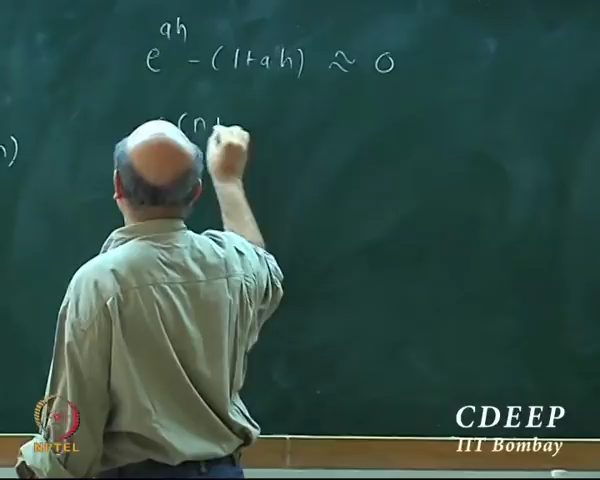 e^{ah} - (1+ah) ≈ 0
(n+
n)
CDEEP
IIT Bombay
NPTEL